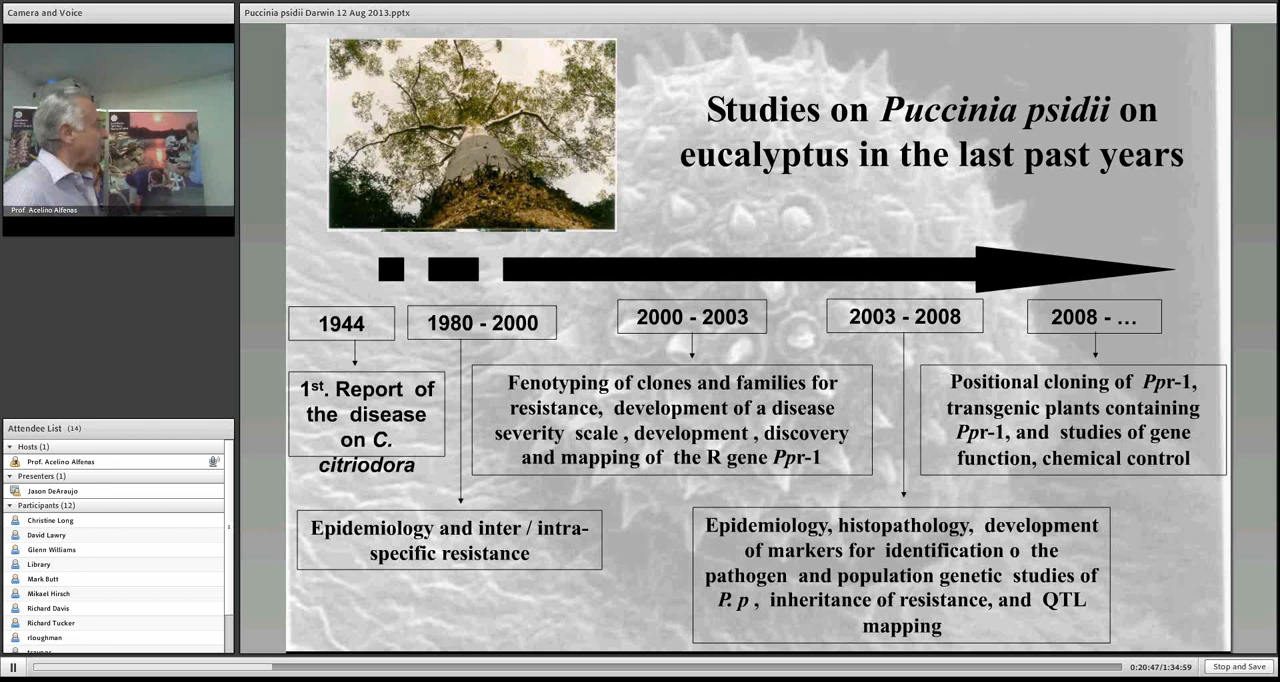 Camera and Voice
Prof. Acelino Alfenas
Attendee List (14)
Hosts (1)
Prof. Acelino Alfenas
Presenters (1)
Jason DeAraujo
Participants (12)
Christine Long
David Lawry
Glenn Williams
Library
Mark Butt
Mikael Hirsch
Richard Davis
Richard Tucker
rloughman
Puccinia psidii Darwin 12 Aug 2013.pptx
Studies on Puccinia psidii on
eucalyptus in the last past years
1944
1980 - 2000
2000 - 2003
2003 - 2008
2008 - ...
1st. Report of
the disease
on C.
citriodora
Fenotyping of clones and families for
resistance, development of a disease
severity scale , development , discovery
and mapping of the R gene Ppr-1
Positional cloning of Ppr-1,
transgenic plants containing
Ppr-1, and studies of gene
function, chemical control
Epidemiology and inter / intra-
specific resistance
Epidemiology, histopathology, development
of markers for identification o the
pathogen and population genetic studies of
P. p , inheritance of resistance, and QTL
mapping
0:20:47/1:34:59
Stop and Save